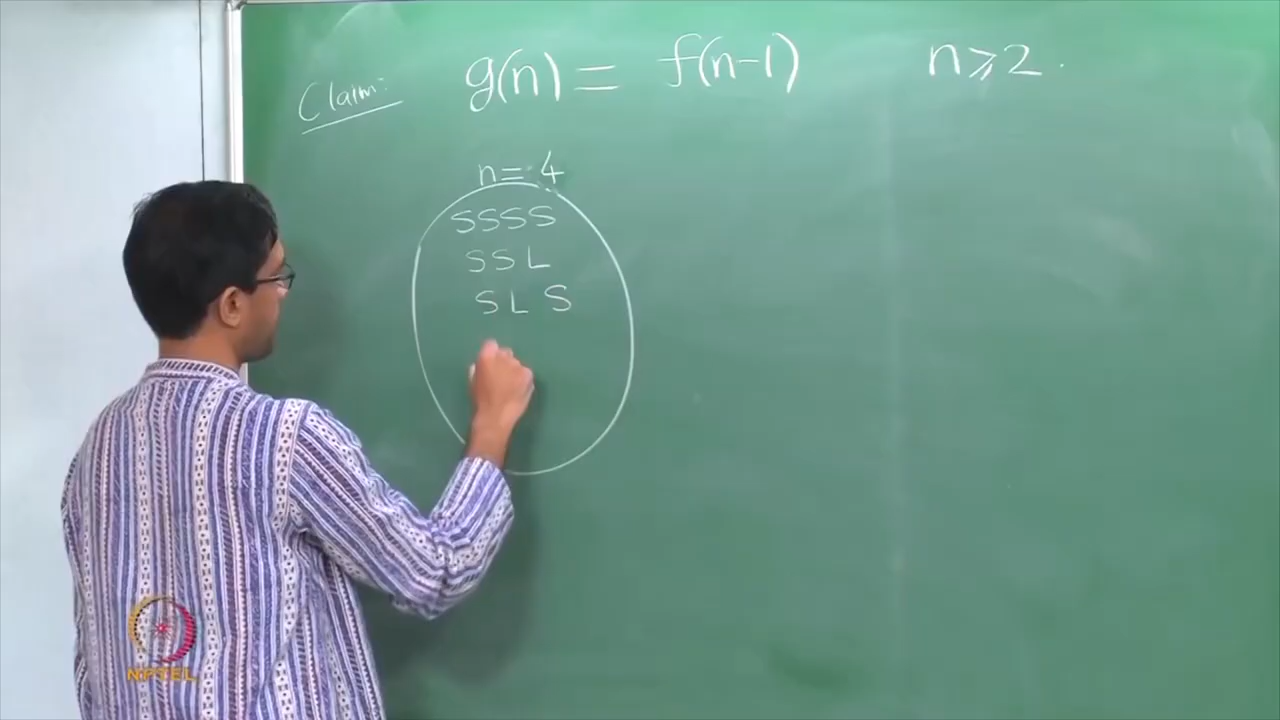 Claim: g(n) = f(n-1) n ≥ 2.
n = 4
SSSS
SSL
SLS
NPTEL